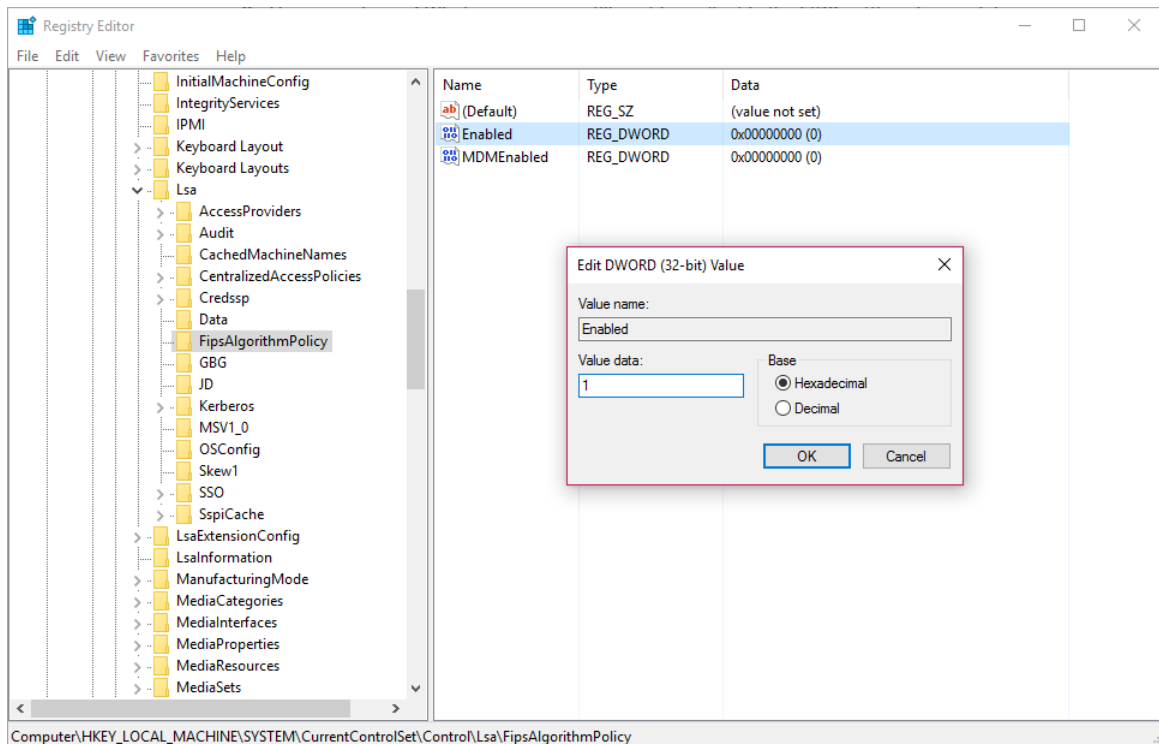 Registry Editor
File Edit View Favorites Help
InitialMachineConfig
IntegrityServices
IPMI
Keyboard Layout
Keyboard Layouts
Lsa
AccessProviders
Audit
CachedMachineNames
CentralizedAccessPolicies
Credssp
Data
FipsAlgorithmPolicy
GBG
JD
Kerberos
MSV1_0
OSConfig
Skew1
SSO
SspiCache
LsaExtensionConfig
LsaInformation
ManufacturingMode
MediaCategories
MediaInterfaces
MediaProperties
MediaResources
MediaSets
Name Type Data
(Default) REG_SZ (value not set)
Enabled REG_DWORD 0x00000000 (0)
MDMEnabled REG_DWORD 0x00000000 (0)
Edit DWORD (32-bit) Value
Value name:
Enabled
Value data:
1
Base
Hexadecimal
Decimal
OK Cancel
Computer\HKEY_LOCAL_MACHINE\SYSTEM\CurrentControlSet\Control\Lsa\FipsAlgorithmPolicy